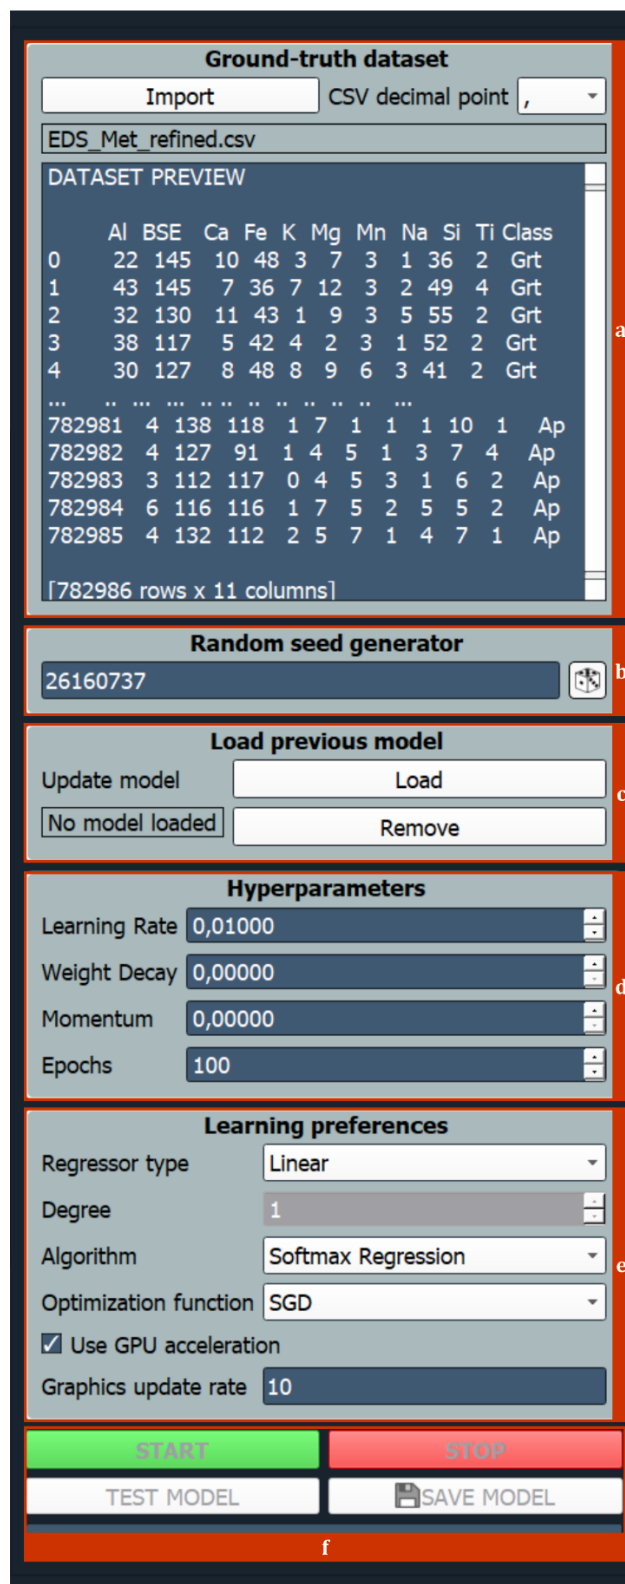 Ground-truth dataset
Import CSV decimal point ,
EDS_Met_refined.csv
DATASET PREVIEW
Al BSE Ca Fe K Mg Mn Na Si Ti Class
0 22 145 10 48 3 7 3 1 36 2 Grt
1 43 145 7 36 7 12 3 2 49 4 Grt
2 32 130 11 43 1 9 3 5 55 2 Grt
3 38 117 5 42 4 2 3 1 52 2 Grt
4 30 127 8 48 8 9 6 3 41 2 Grt
... .. ... ... .. .. .. .. .. .. .. ...
782981 4 138 118 1 7 1 1 1 10 1 Ap
782982 4 127 91 1 4 5 1 3 7 4 Ap
782983 3 112 117 0 4 5 3 1 6 2 Ap
782984 6 116 116 1 7 5 2 5 5 2 Ap
782985 4 132 112 2 5 7 1 4 7 1 Ap
[782986 rows x 11 columns]
a
Random seed generator
26160737
b
Load previous model
Update model Load
No model loaded Remove
c
Hyperparameters
Learning Rate 0,01000
Weight Decay 0,00000
Momentum 0,00000
Epochs 100
d
Learning preferences
Regressor type Linear
Degree 1
Algorithm Softmax Regression
Optimization function SGD
Use GPU acceleration
Graphics update rate 10
e
START STOP
TEST MODEL SAVE MODEL
f